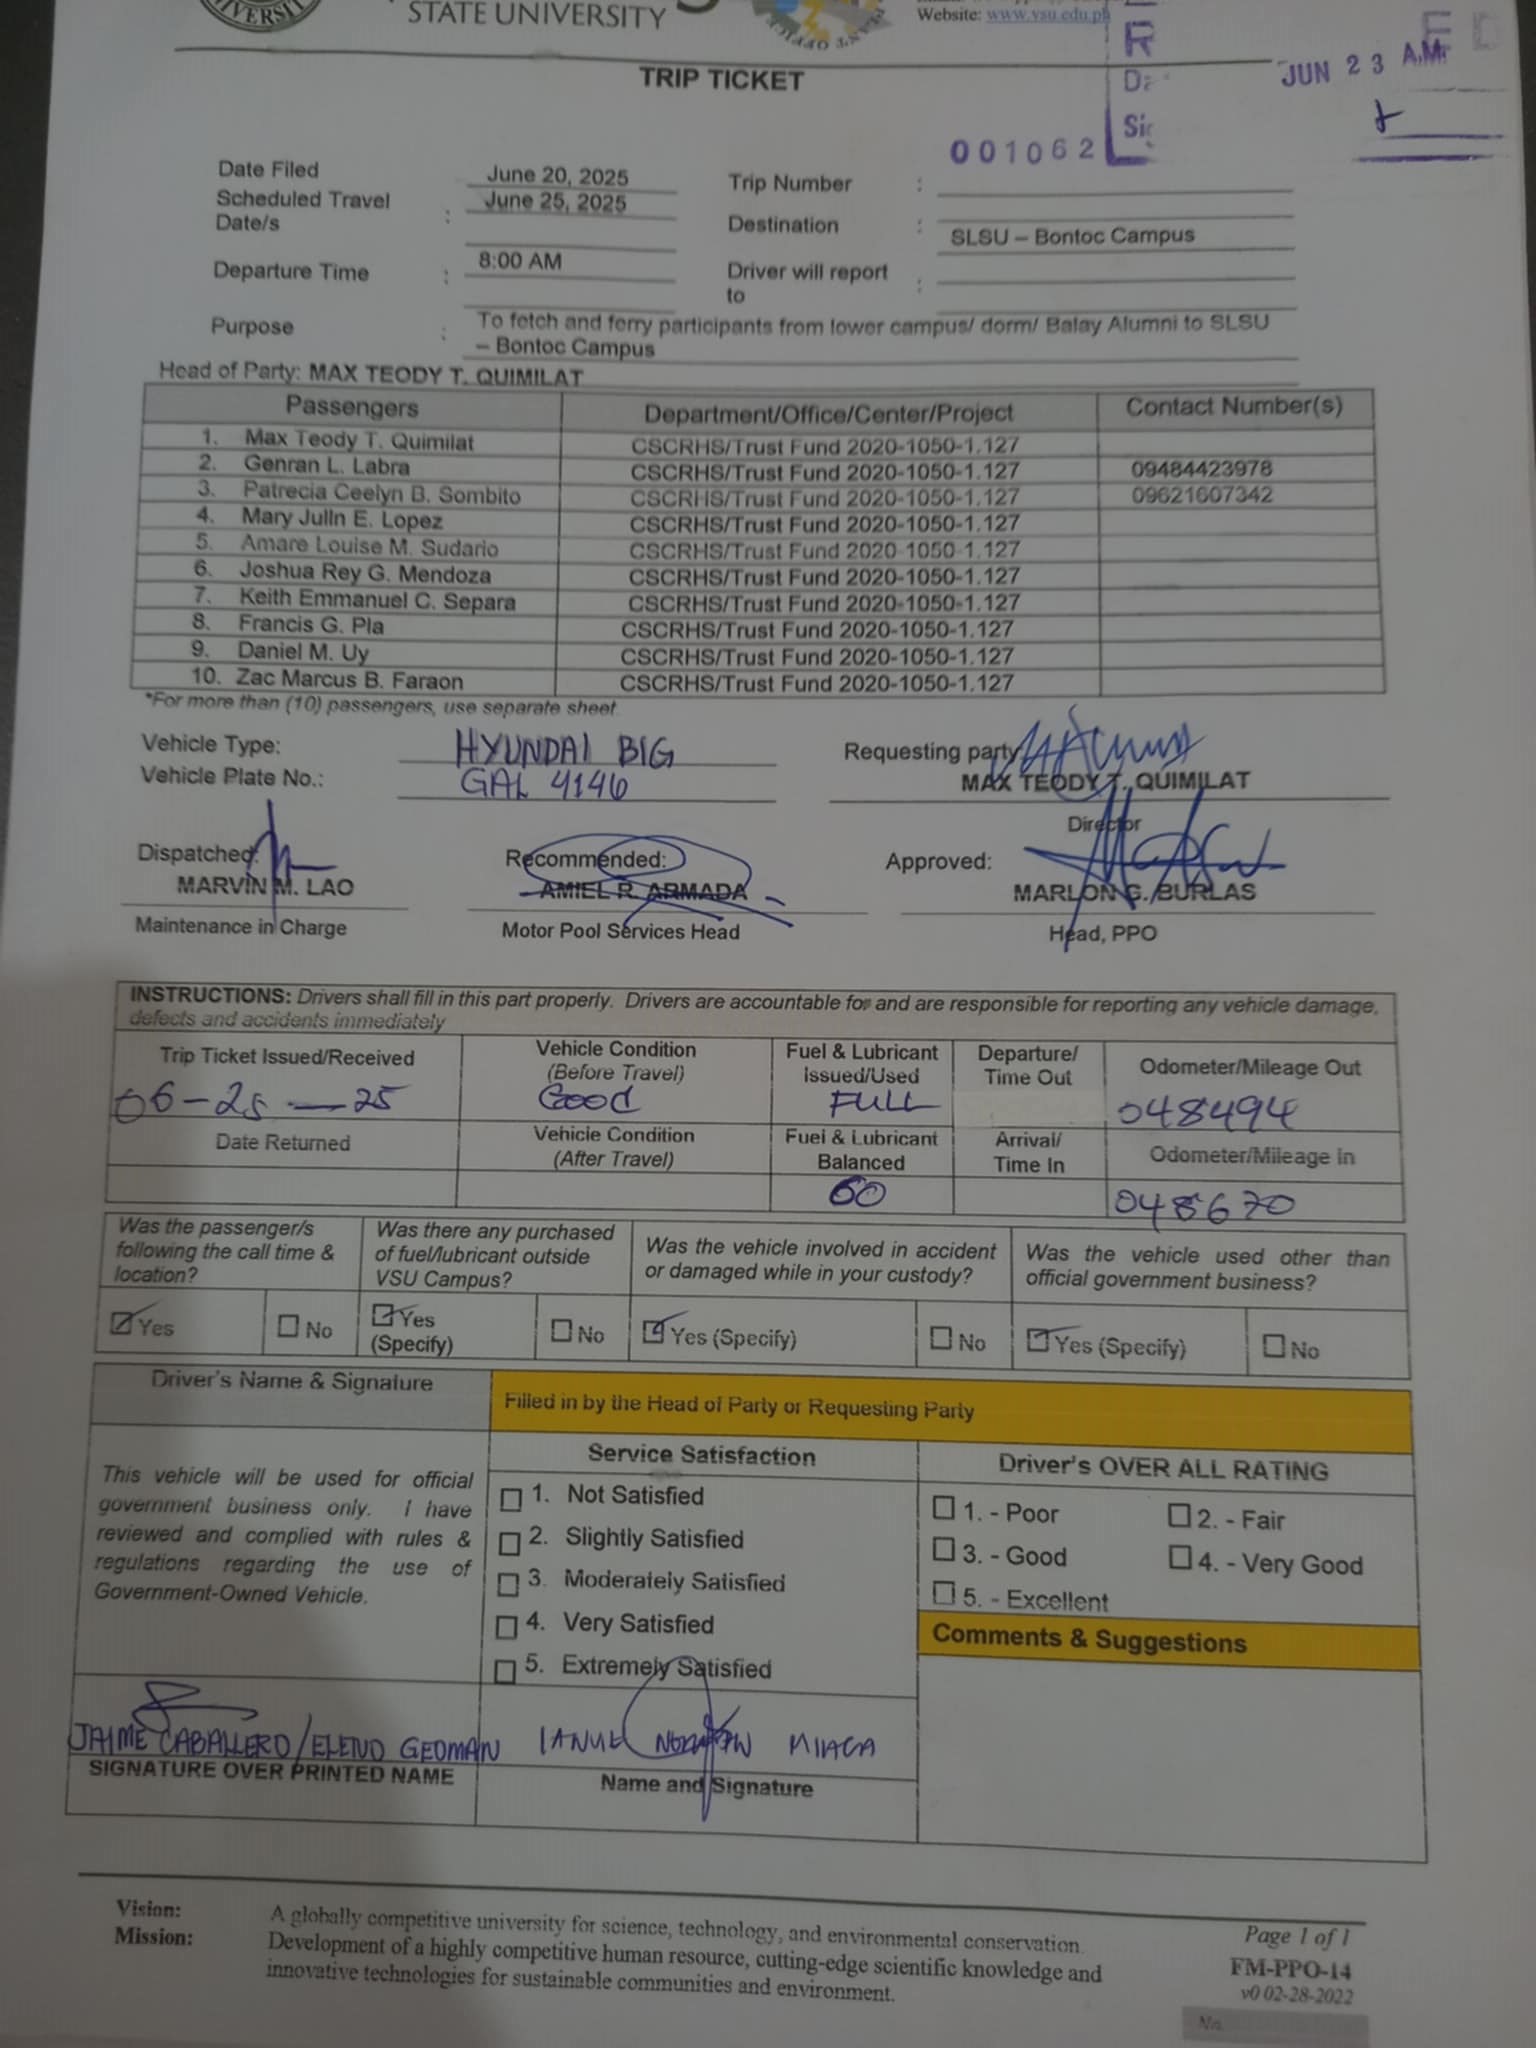 STATE UNIVERSITY
Website: www.vsu.edu.ph
JUN 23 A.M.
TRIP TICKET
001062
Date Filed June 20, 2025 Trip Number :
Scheduled Travel Date/s : June 25, 2025 Destination : SLSU – Bontoc Campus
Departure Time : 8:00 AM Driver will report to :
Purpose : To fetch and ferry participants from lower campus/ dorm/ Balay Alumni to SLSU
– Bontoc Campus
Head of Party: MAX TEODY T. QUIMILAT
Passengers Department/Office/Center/Project Contact Number(s)
1. Max Teody T. Quimilat CSCRHS/Trust Fund 2020-1050-1.127
2. Genran L. Labra CSCRHS/Trust Fund 2020-1050-1.127 09484423978
3. Patrecia Ceelyn B. Sombito CSCRHS/Trust Fund 2020-1050-1.127 09621607342
4. Mary Julln E. Lopez CSCRHS/Trust Fund 2020-1050-1.127
5. Amare Louise M. Sudario CSCRHS/Trust Fund 2020-1050-1.127
6. Joshua Rey G. Mendoza CSCRHS/Trust Fund 2020-1050-1.127
7. Keith Emmanuel C. Separa CSCRHS/Trust Fund 2020-1050-1.127
8. Francis G. Pla CSCRHS/Trust Fund 2020-1050-1.127
9. Daniel M. Uy CSCRHS/Trust Fund 2020-1050-1.127
10. Zac Marcus B. Faraon CSCRHS/Trust Fund 2020-1050-1.127
*For more than (10) passengers, use separate sheet.
Vehicle Type: HYUNDAI BIG Requesting party
Vehicle Plate No.: GAL 4146 MAX TEODY T. QUIMILAT
Director
Dispatched: Recommended: Approved:
MARVIN M. LAO AMIEL R. ARMADA MARLON G. BURLAS
Maintenance in Charge Motor Pool Services Head Head, PPO
INSTRUCTIONS: Drivers shall fill in this part properly. Drivers are accountable for and are responsible for reporting any vehicle damage,
defects and accidents immediately
Trip Ticket Issued/Received Vehicle Condition (Before Travel) Fuel & Lubricant Issued/Used Departure/ Time Out Odometer/Mileage Out
06-25-25 GOOD FULL 048494
Date Returned Vehicle Condition (After Travel) Fuel & Lubricant Balanced Arrival/ Time In Odometer/Mileage in
60 048670
Was the passenger/s following the call time & location? Was there any purchased of fuel/lubricant outside VSU Campus? Was the vehicle involved in accident or damaged while in your custody? Was the vehicle used other than official government business?
Yes No Yes (Specify) No Yes (Specify) No Yes (Specify) No
Driver's Name & Signature Filled in by the Head of Party or Requesting Party
Service Satisfaction Driver's OVER ALL RATING
This vehicle will be used for official
government business only. I have
reviewed and complied with rules &
regulations regarding the use of
Government-Owned Vehicle.
1. Not Satisfied
2. Slightly Satisfied
3. Moderately Satisfied
4. Very Satisfied
5. Extremely Satisfied
1. - Poor 2. - Fair
3. - Good 4. - Very Good
5. - Excellent
Comments & Suggestions
JAIME CABALLERO/
SIGNATURE OVER PRINTED NAME Name and Signature
Vision: A globally competitive university for science, technology, and environmental conservation.
Mission: Development of a highly competitive human resource, cutting-edge scientific knowledge and
innovative technologies for sustainable communities and environment.
Page 1 of 1
FM-PPO-14
v0 02-28-2022
No.